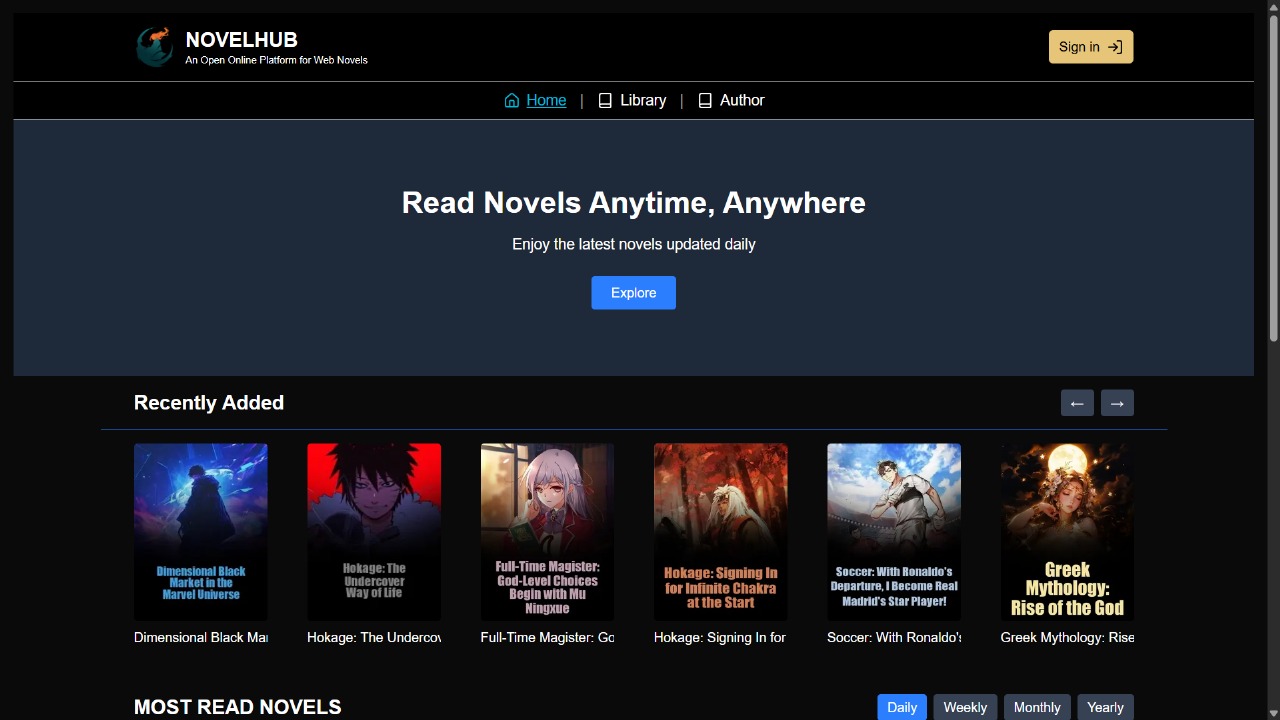 NOVELHUB
An Open Online Platform for Web Novels
Sign in
Home | Library | Author
Read Novels Anytime, Anywhere
Enjoy the latest novels updated daily
Explore
Recently Added
← →
Dimensional Black
Market in the
Marvel Universe
Hokage: The
Undercover
Way of Life
Full-Time Magister:
God-Level Choices
Begin with Mu
Ningxue
Hokage: Signing In
for Infinite Chakra
at the Start
Soccer: With Ronaldo's
Departure, I Become Real
Madrid's Star Player!
Greek
Mythology:
Rise of the God
Dimensional Black Mar
Hokage: The Undercov
Full-Time Magister: Go
Hokage: Signing In for
Soccer: With Ronaldo's
Greek Mythology: Rise
MOST READ NOVELS
Daily Weekly Monthly Yearly